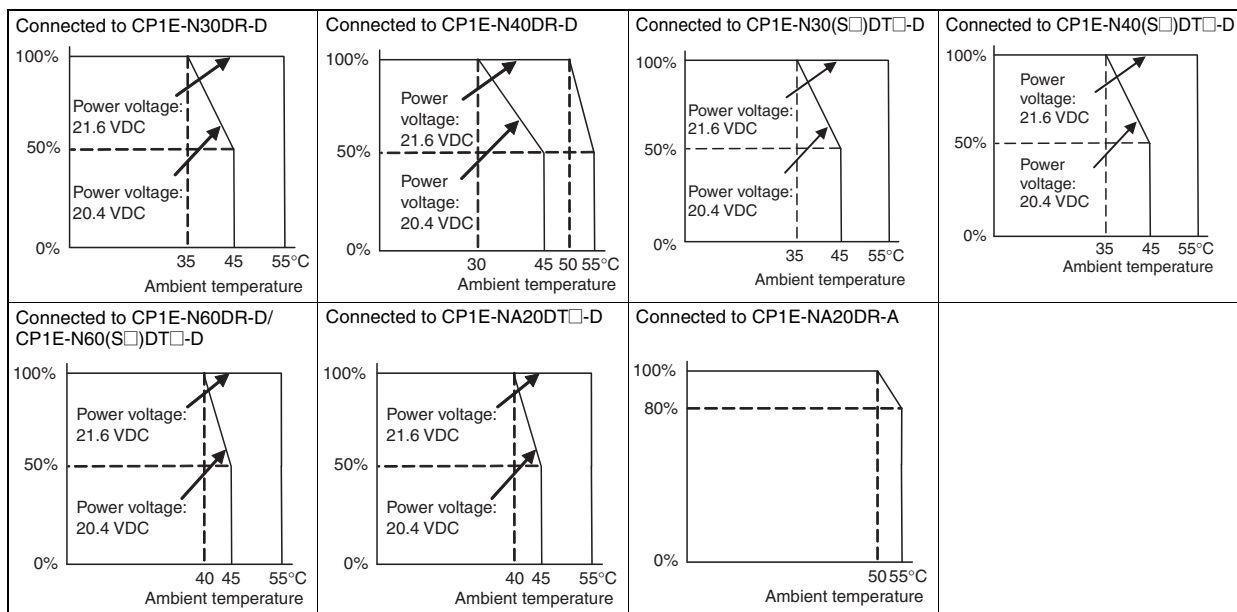 Connected to CP1E-N30DR-D
100%
Power voltage:
21.6 VDC
50%
Power voltage:
20.4 VDC
0%
35 45 55°C
Ambient temperature
Connected to CP1E-N40DR-D
100%
Power
voltage:
21.6 VDC
50%
Power
voltage:
20.4 VDC
0%
30 45 50 55°C
Ambient temperature
Connected to CP1E-N30(S□)DT□-D
100%
Power voltage:
21.6 VDC
50%
Power voltage:
20.4 VDC
0%
35 45 55°C
Ambient temperature
Connected to CP1E-N40(S□)DT□-D
100%
Power
voltage:
21.6 VDC
50%
Power
voltage:
20.4 VDC
0%
35 45 55°C
Ambient temperature
Connected to CP1E-N60DR-D/
CP1E-N60(S□)DT□-D
100%
Power voltage:
21.6 VDC
50%
Power voltage:
20.4 VDC
0%
40 45 55°C
Ambient temperature
Connected to CP1E-NA20DT□-D
100%
Power voltage:
21.6 VDC
50%
Power voltage:
20.4 VDC
0%
40 45 55°C
Ambient temperature
Connected to CP1E-NA20DR-A
100%
80%
0%
50 55°C
Ambient temperature